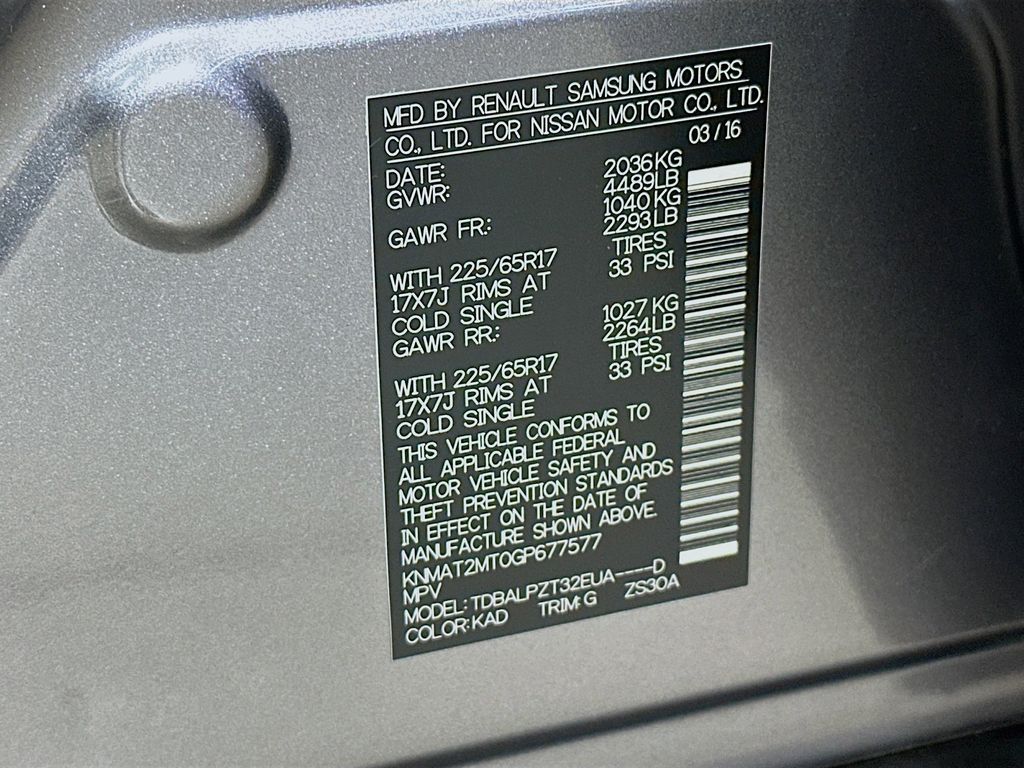 MFD BY RENAULT SAMSUNG MOTORS
CO., LTD. FOR NISSAN MOTOR CO., LTD.
DATE: 03/16
GVWR: 2036KG
4489LB
GAWR FR.: 1040 KG
2293LB
WITH 225/65R17 TIRES
17X7J RIMS AT 33 PSI
COLD SINGLE
GAWR RR.: 1027 KG
2264LB
WITH 225/65R17 TIRES
17X7J RIMS AT 33 PSI
COLD SINGLE
THIS VEHICLE CONFORMS TO
ALL APPLICABLE FEDERAL
MOTOR VEHICLE SAFETY AND
THEFT PREVENTION STANDARDS
IN EFFECT ON THE DATE OF
MANUFACTURE SHOWN ABOVE.
KNMAT2MT0GP677577
MPV
MODEL: TDBALPZT32EUA----D
COLOR:KAD TRIM:G ZS30A